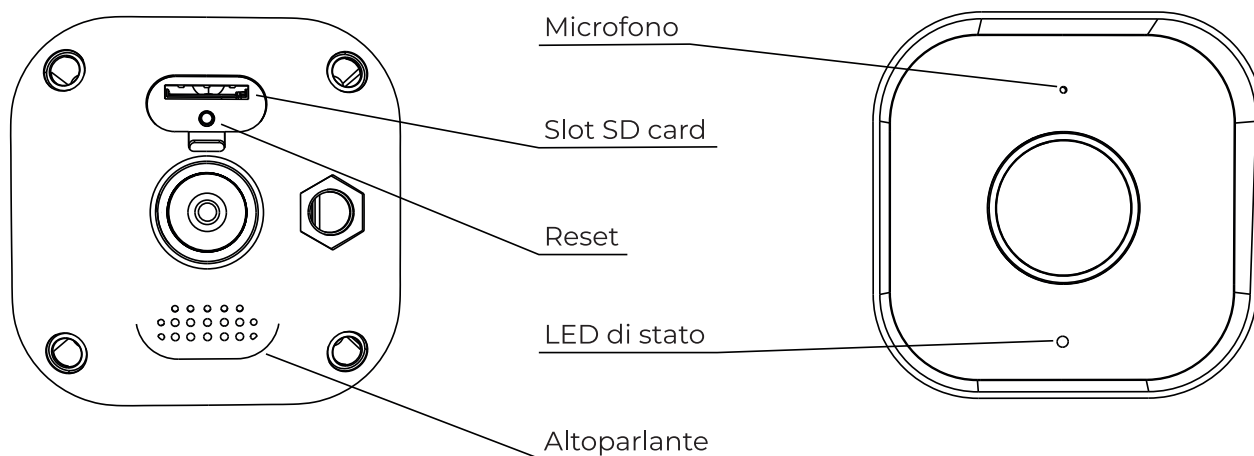 Microfono
Slot SD card
Reset
LED di stato
Altoparlante